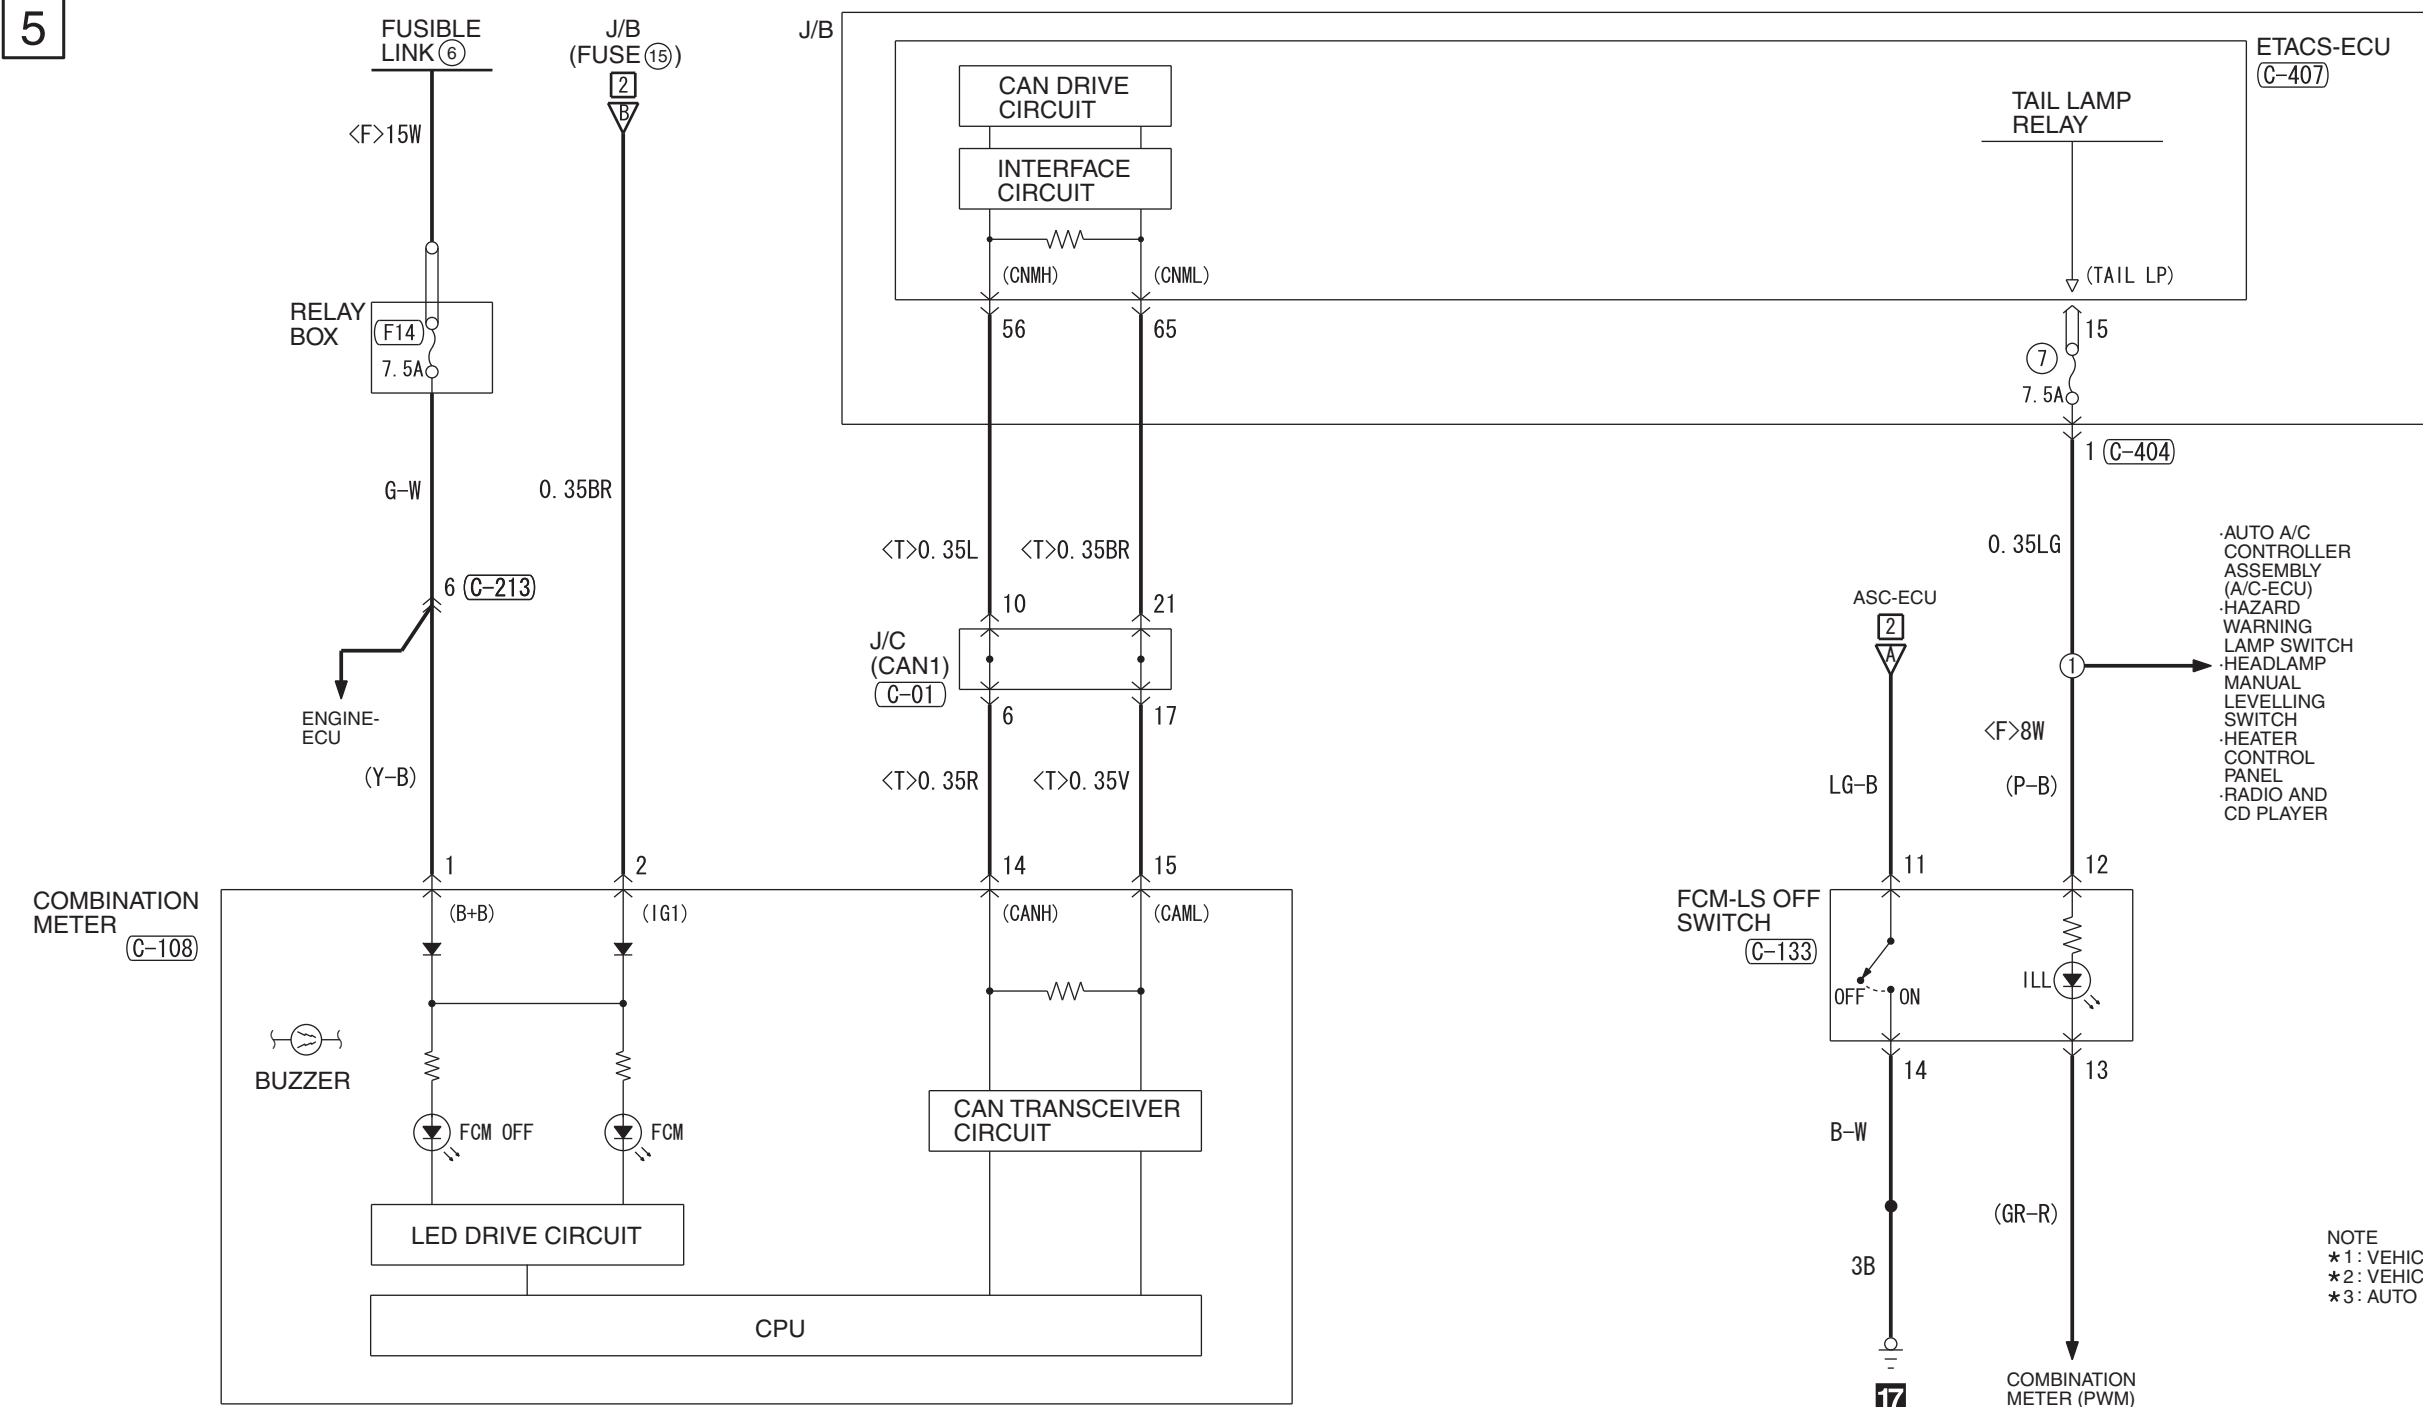 5
FUSIBLE
LINK 6
J/B
(FUSE 15)
2
B
J/B
ETACS-ECU
C-407
CAN DRIVE
CIRCUIT
INTERFACE
CIRCUIT
TAIL LAMP
RELAY
<F>15W
(CNMH)
(CNML)
(TAIL LP)
RELAY
BOX
F14
7.5A
56
65
15
7
7.5A
1 C-404
G-W
0.35BR
<T>0.35L
<T>0.35BR
0.35LG
·AUTO A/C
CONTROLLER
ASSEMBLY
(A/C-ECU)
·HAZARD
WARNING
LAMP SWITCH
·HEADLAMP
MANUAL
LEVELLING
SWITCH
·HEATER
CONTROL
PANEL
·RADIO AND
CD PLAYER
6 C-213
ENGINE-
ECU
10
21
J/C
(CAN1)
C-01
6
17
ASC-ECU
2
A
1
<F>8W
(Y-B)
<T>0.35R
<T>0.35V
LG-B
(P-B)
1
2
14
15
11
12
COMBINATION
METER
C-108
(B+B)
(IG1)
(CANH)
(CAML)
FCM-LS OFF
SWITCH
C-133
OFF
ON
ILL
BUZZER
FCM OFF
FCM
CAN TRANSCEIVER
CIRCUIT
14
13
B-W
(GR-R)
LED DRIVE CIRCUIT
3B
CPU
17
COMBINATION
METER (PWM)
NOTE
*1: VEHIC
*2: VEHIC
*3: AUTO